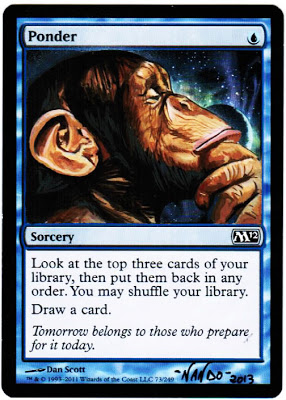 Ponder
Sorcery
M12
Look at the top three cards of your
library, then put them back in any
order. You may shuffle your library.
Draw a card.
Tomorrow belongs to those who prepare
for it today.
Dan Scott
™ & © 1993–2011 Wizards of the Coast LLC 73/249
-NANDO- 2013